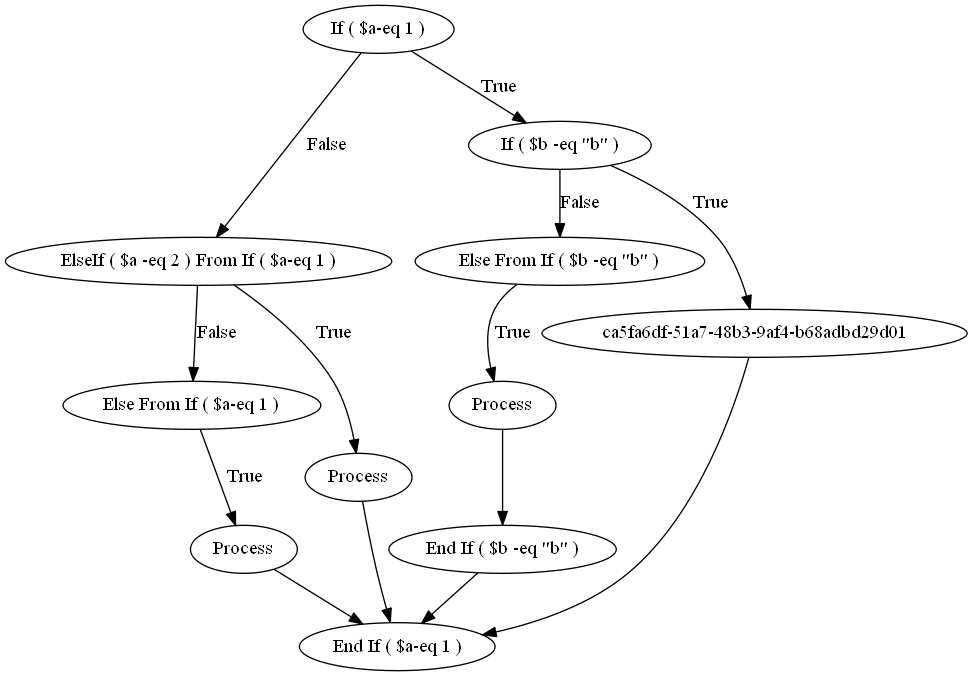 If ( $a-eq 1 )
True
False
If ( $b -eq "b" )
False
True
ElseIf ( $a -eq 2 ) From If ( $a-eq 1 )
Else From If ( $b -eq "b" )
False
True
True
ca5fa6df-51a7-48b3-9af4-b68adbd29d01
Else From If ( $a-eq 1 )
Process
True
Process
Process
End If ( $b -eq "b" )
End If ( $a-eq 1 )